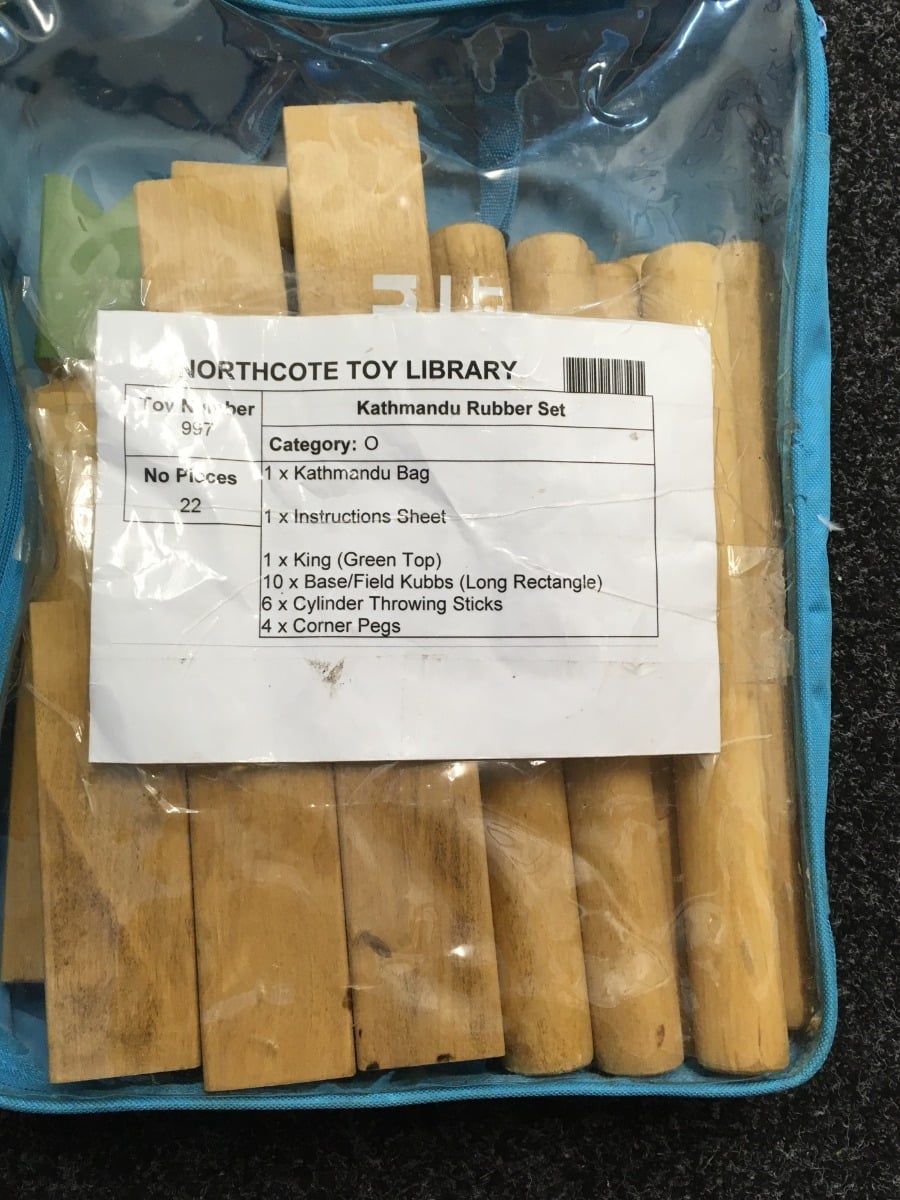 NORTHCOTE TOY LIBRARY
Toy Number
997
Kathmandu Rubber Set
Category: O
No Pieces
22
1 x Kathmandu Bag
1 x Instructions Sheet
1 x King (Green Top)
10 x Base/Field Kubbs (Long Rectangle)
6 x Cylinder Throwing Sticks
4 x Corner Pegs